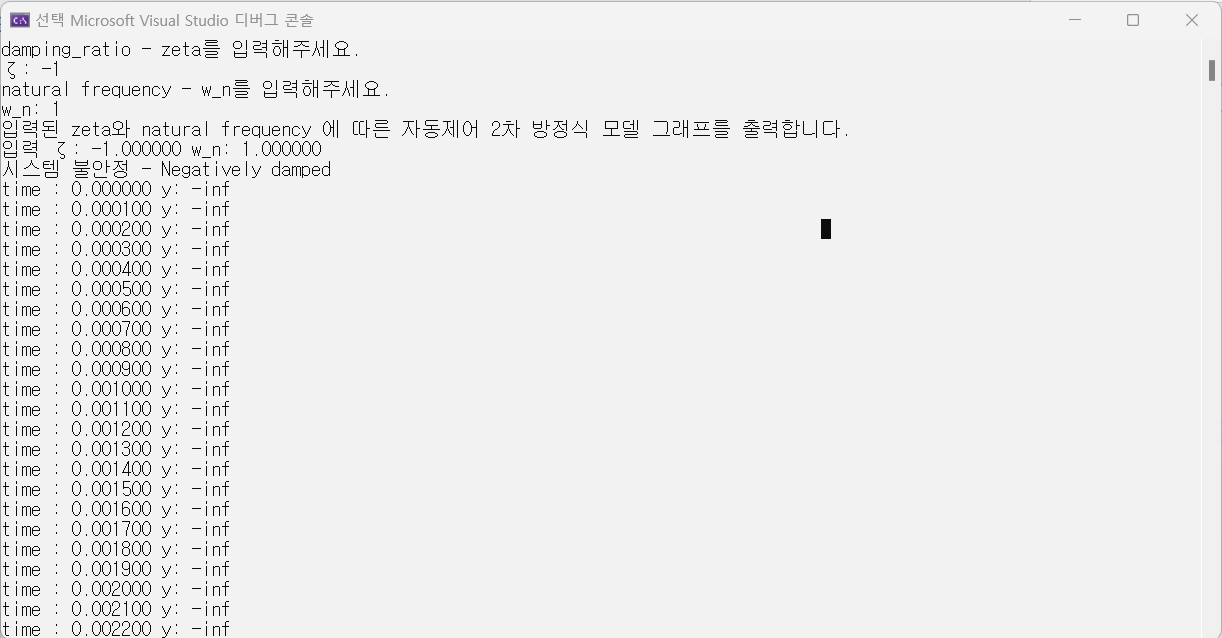 선택 Microsoft Visual Studio 디버그 콘솔
damping_ratio - zeta를 입력해주세요.
ζ: -1
natural frequency - w_n를 입력해주세요.
w_n: 1
입력된 zeta와 natural frequency 에 따른 자동제어 2차 방정식 모델 그래프를 출력합니다.
입력 ζ: -1.000000 w_n: 1.000000
시스템 불안정 - Negatively damped
time : 0.000000 y: -inf
time : 0.000100 y: -inf
time : 0.000200 y: -inf
time : 0.000300 y: -inf
time : 0.000400 y: -inf
time : 0.000500 y: -inf
time : 0.000600 y: -inf
time : 0.000700 y: -inf
time : 0.000800 y: -inf
time : 0.000900 y: -inf
time : 0.001000 y: -inf
time : 0.001100 y: -inf
time : 0.001200 y: -inf
time : 0.001300 y: -inf
time : 0.001400 y: -inf
time : 0.001500 y: -inf
time : 0.001600 y: -inf
time : 0.001700 y: -inf
time : 0.001800 y: -inf
time : 0.001900 y: -inf
time : 0.002000 y: -inf
time : 0.002100 y: -inf
time : 0.002200 y: -inf